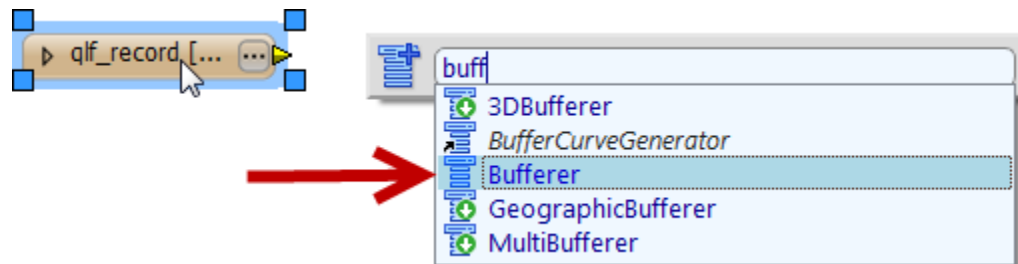 qlf_record [...
buff
3DBufferer
BufferCurveGenerator
Bufferer
GeographicBufferer
MultiBufferer